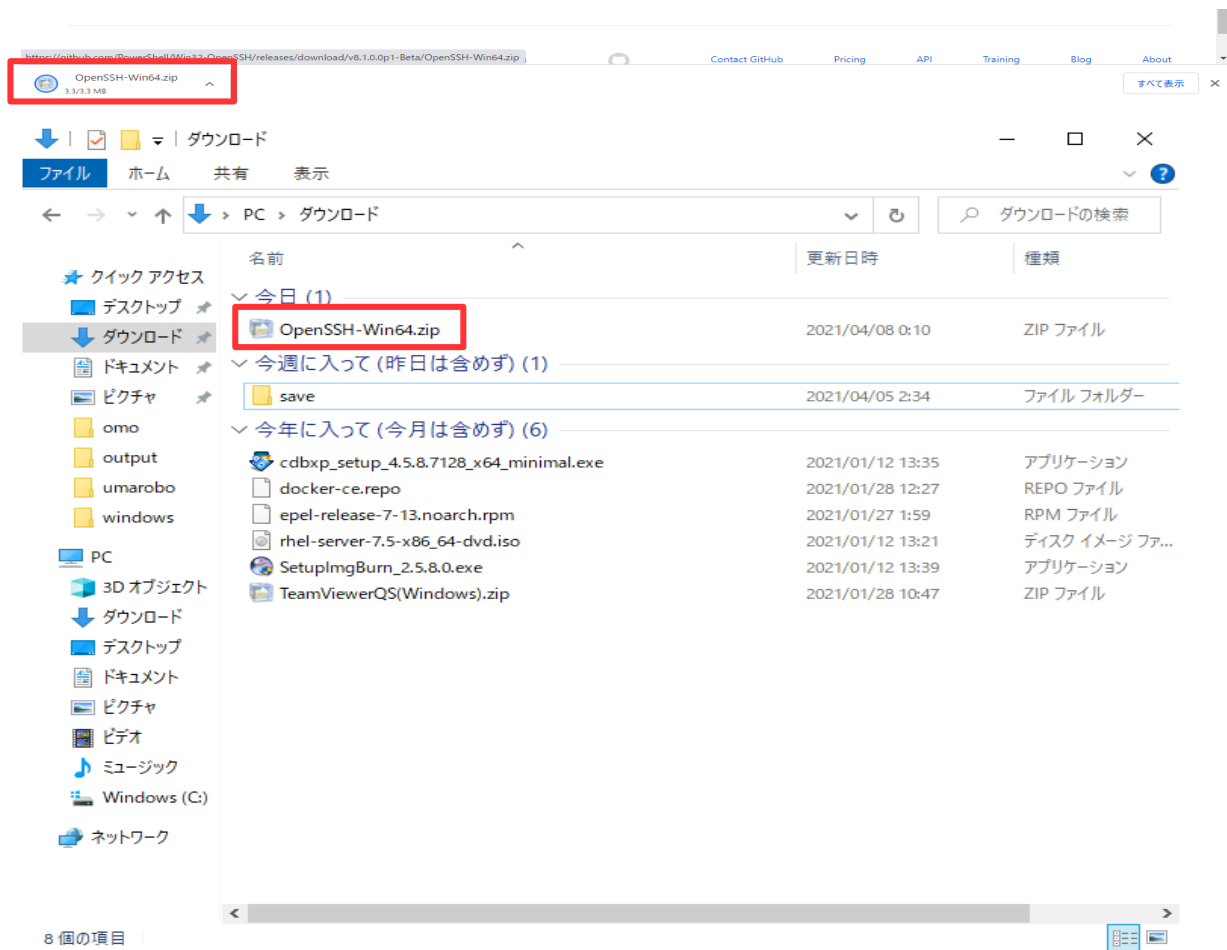 https://github.com/PowerShell/Win32-OpenSSH/releases/download/v8.1.0.0p1-Beta/OpenSSH-Win64.zip
Contact GitHub Pricing API Training Blog About
OpenSSH-Win64.zip
3.3/3.3 MB
すべて表示
ダウンロード
ファイル ホーム 共有 表示
PC > ダウンロード ダウンロードの検索
名前 更新日時 種類
クイック アクセス
デスクトップ
ダウンロード
ドキュメント
ピクチャ
omo
output
umarobo
windows
PC
3D オブジェクト
ダウンロード
デスクトップ
ドキュメント
ピクチャ
ビデオ
ミュージック
Windows (C:)
ネットワーク
今日 (1)
OpenSSH-Win64.zip 2021/04/08 0:10 ZIP ファイル
今週に入って (昨日は含めず) (1)
save 2021/04/05 2:34 ファイル フォルダー
今年に入って (今月は含めず) (6)
cdbxp_setup_4.5.8.7128_x64_minimal.exe 2021/01/12 13:35 アプリケーション
docker-ce.repo 2021/01/28 12:27 REPO ファイル
epel-release-7-13.noarch.rpm 2021/01/27 1:59 RPM ファイル
rhel-server-7.5-x86_64-dvd.iso 2021/01/12 13:21 ディスク イメージ ファ...
SetupImgBurn_2.5.8.0.exe 2021/01/12 13:39 アプリケーション
TeamViewerQS(Windows).zip 2021/01/28 10:47 ZIP ファイル
8 個の項目